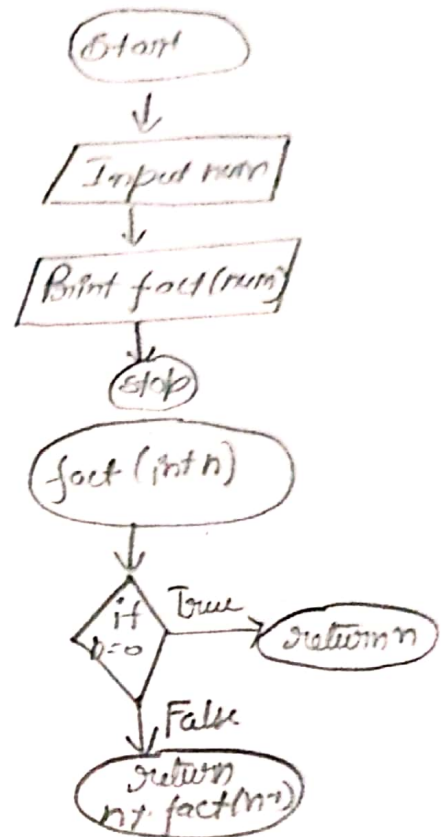 Start
Input num
Print fact(num)
stop
fact (int n)
if
n=0
True
return n
False
return
n*. fact(n-1)